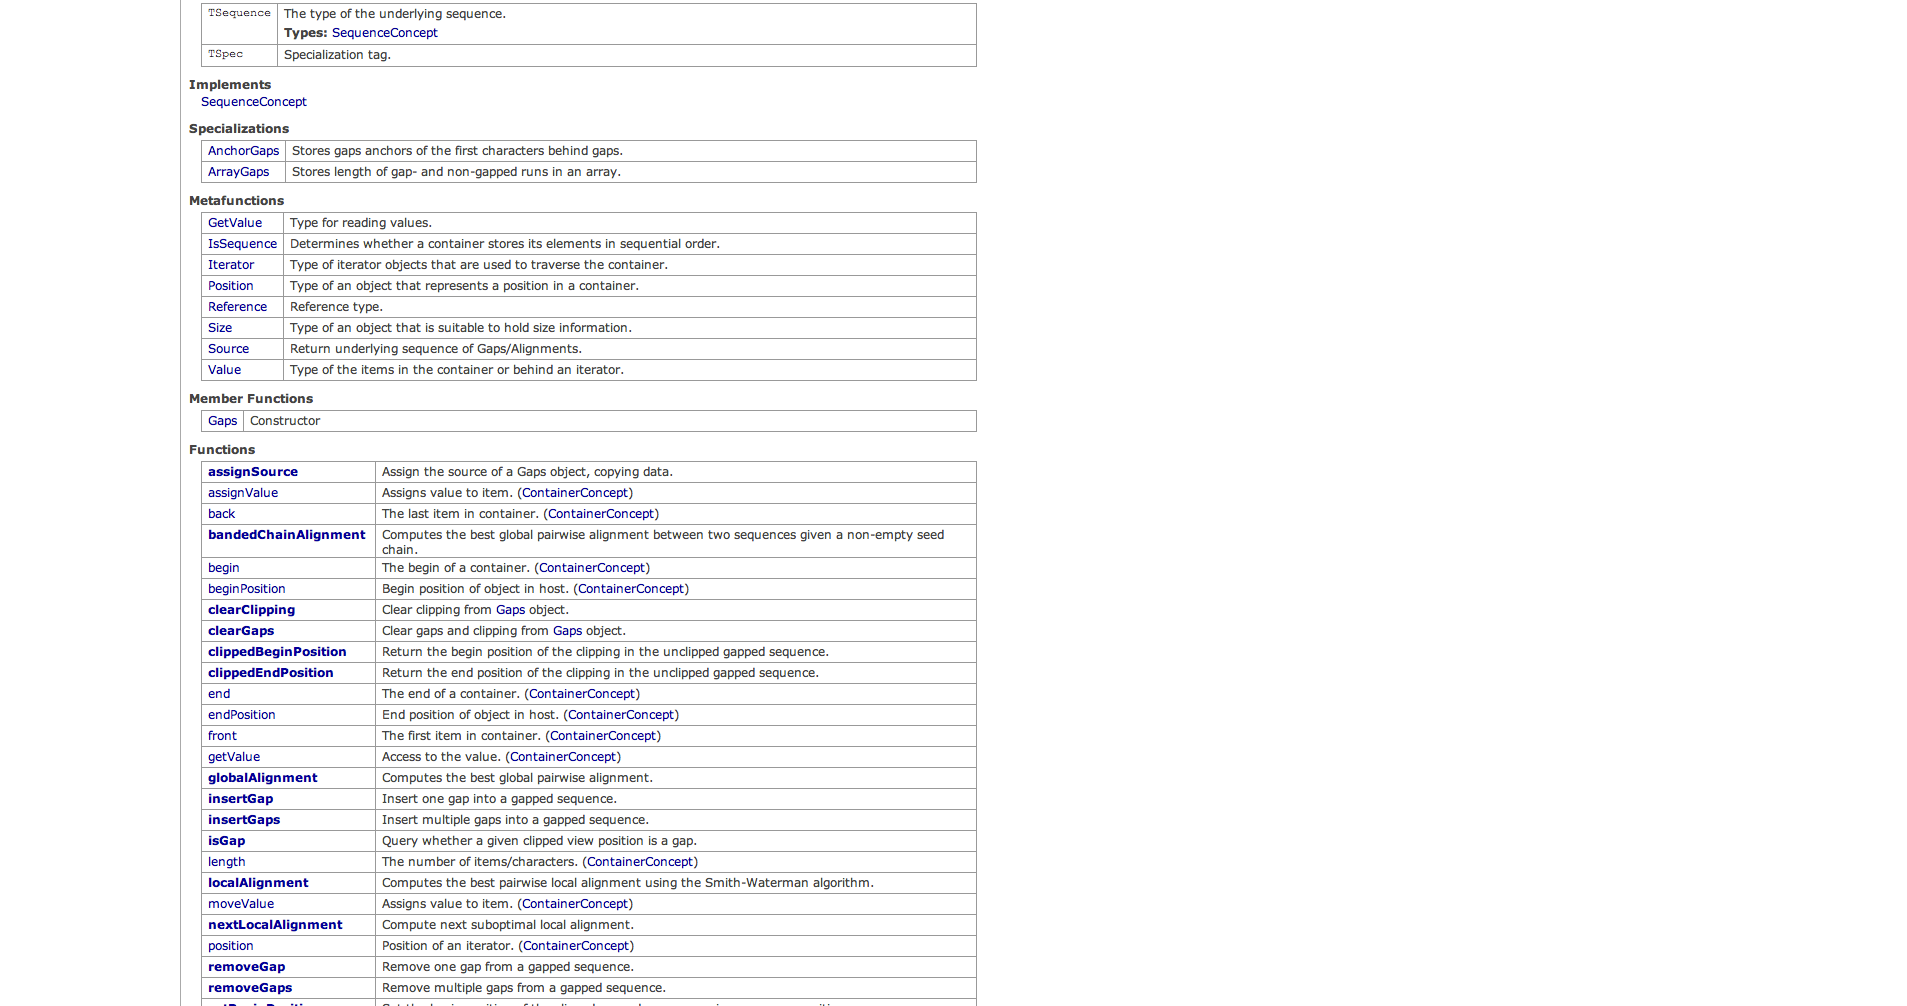 TSequence The type of the underlying sequence.
Types: SequenceConcept
TSpec Specialization tag.
Implements
SequenceConcept
Specializations
AnchorGaps Stores gaps anchors of the first characters behind gaps.
ArrayGaps Stores length of gap- and non-gapped runs in an array.
Metafunctions
GetValue Type for reading values.
IsSequence Determines whether a container stores its elements in sequential order.
Iterator Type of iterator objects that are used to traverse the container.
Position Type of an object that represents a position in a container.
Reference Reference type.
Size Type of an object that is suitable to hold size information.
Source Return underlying sequence of Gaps/Alignments.
Value Type of the items in the container or behind an iterator.
Member Functions
Gaps Constructor
Functions
assignSource Assign the source of a Gaps object, copying data.
assignValue Assigns value to item. (ContainerConcept)
back The last item in container. (ContainerConcept)
bandedChainAlignment Computes the best global pairwise alignment between two sequences given a non-empty seed
chain.
begin The begin of a container. (ContainerConcept)
beginPosition Begin position of object in host. (ContainerConcept)
clearClipping Clear clipping from Gaps object.
clearGaps Clear gaps and clipping from Gaps object.
clippedBeginPosition Return the begin position of the clipping in the unclipped gapped sequence.
clippedEndPosition Return the end position of the clipping in the unclipped gapped sequence.
end The end of a container. (ContainerConcept)
endPosition End position of object in host. (ContainerConcept)
front The first item in container. (ContainerConcept)
getValue Access to the value. (ContainerConcept)
globalAlignment Computes the best global pairwise alignment.
insertGap Insert one gap into a gapped sequence.
insertGaps Insert multiple gaps into a gapped sequence.
isGap Query whether a given clipped view position is a gap.
length The number of items/characters. (ContainerConcept)
localAlignment Computes the best pairwise local alignment using the Smith-Waterman algorithm.
moveValue Assigns value to item. (ContainerConcept)
nextLocalAlignment Compute next suboptimal local alignment.
position Position of an iterator. (ContainerConcept)
removeGap Remove one gap from a gapped sequence.
removeGaps Remove multiple gaps from a gapped sequence.